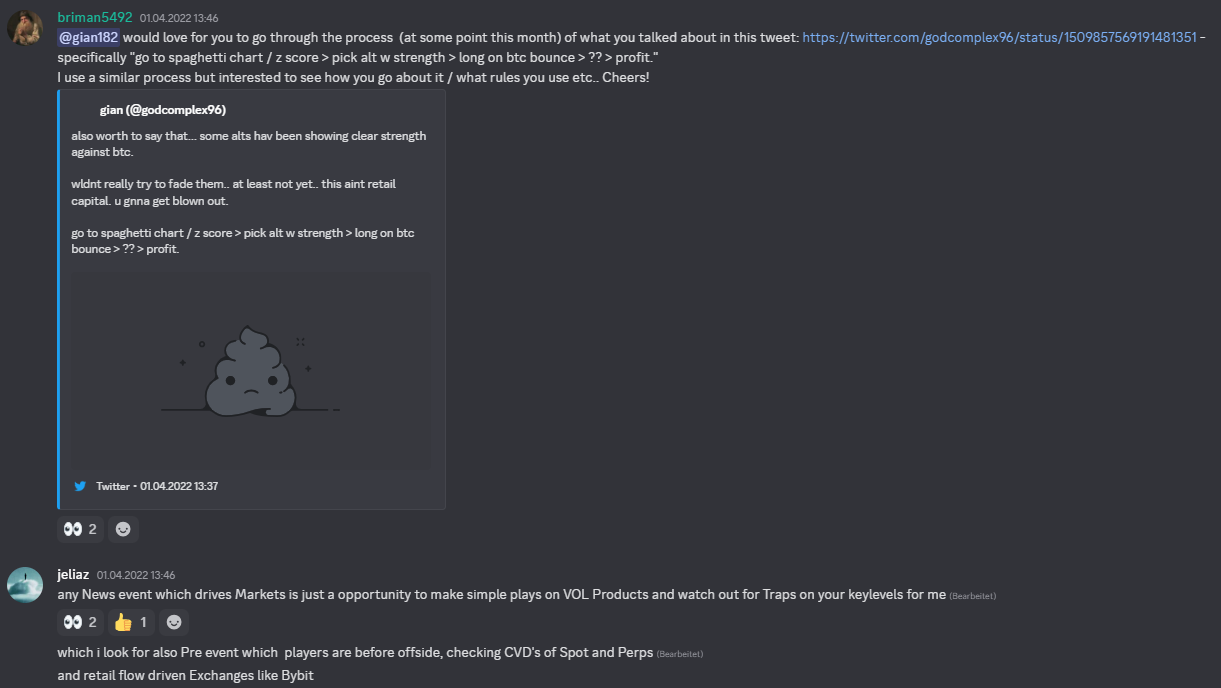 briman5492 01.04.2022 13:46
@gian182 would love for you to go through the process (at some point this month) of what you talked about in this tweet: https://twitter.com/godcomplex96/status/1509857569191481351 -
specifically "go to spaghetti chart / z score > pick alt w strength > long on btc bounce > ?? > profit."
I use a similar process but interested to see how you go about it / what rules you use etc.. Cheers!
gian (@godcomplex96)
also worth to say that... some alts hav been showing clear strength
against btc.
wldnt really try to fade them.. at least not yet.. this aint retail
capital. u gnna get blown out.
go to spaghetti chart / z score > pick alt w strength > long on btc
bounce > ?? > profit.
Twitter • 01.04.2022 13:37
2
jeliaz 01.04.2022 13:46
any News event which drives Markets is just a opportunity to make simple plays on VOL Products and watch out for Traps on your keylevels for me (Bearbeitet)
2 1
which i look for also Pre event which players are before offside, checking CVD's of Spot and Perps (Bearbeitet)
and retail flow driven Exchanges like Bybit